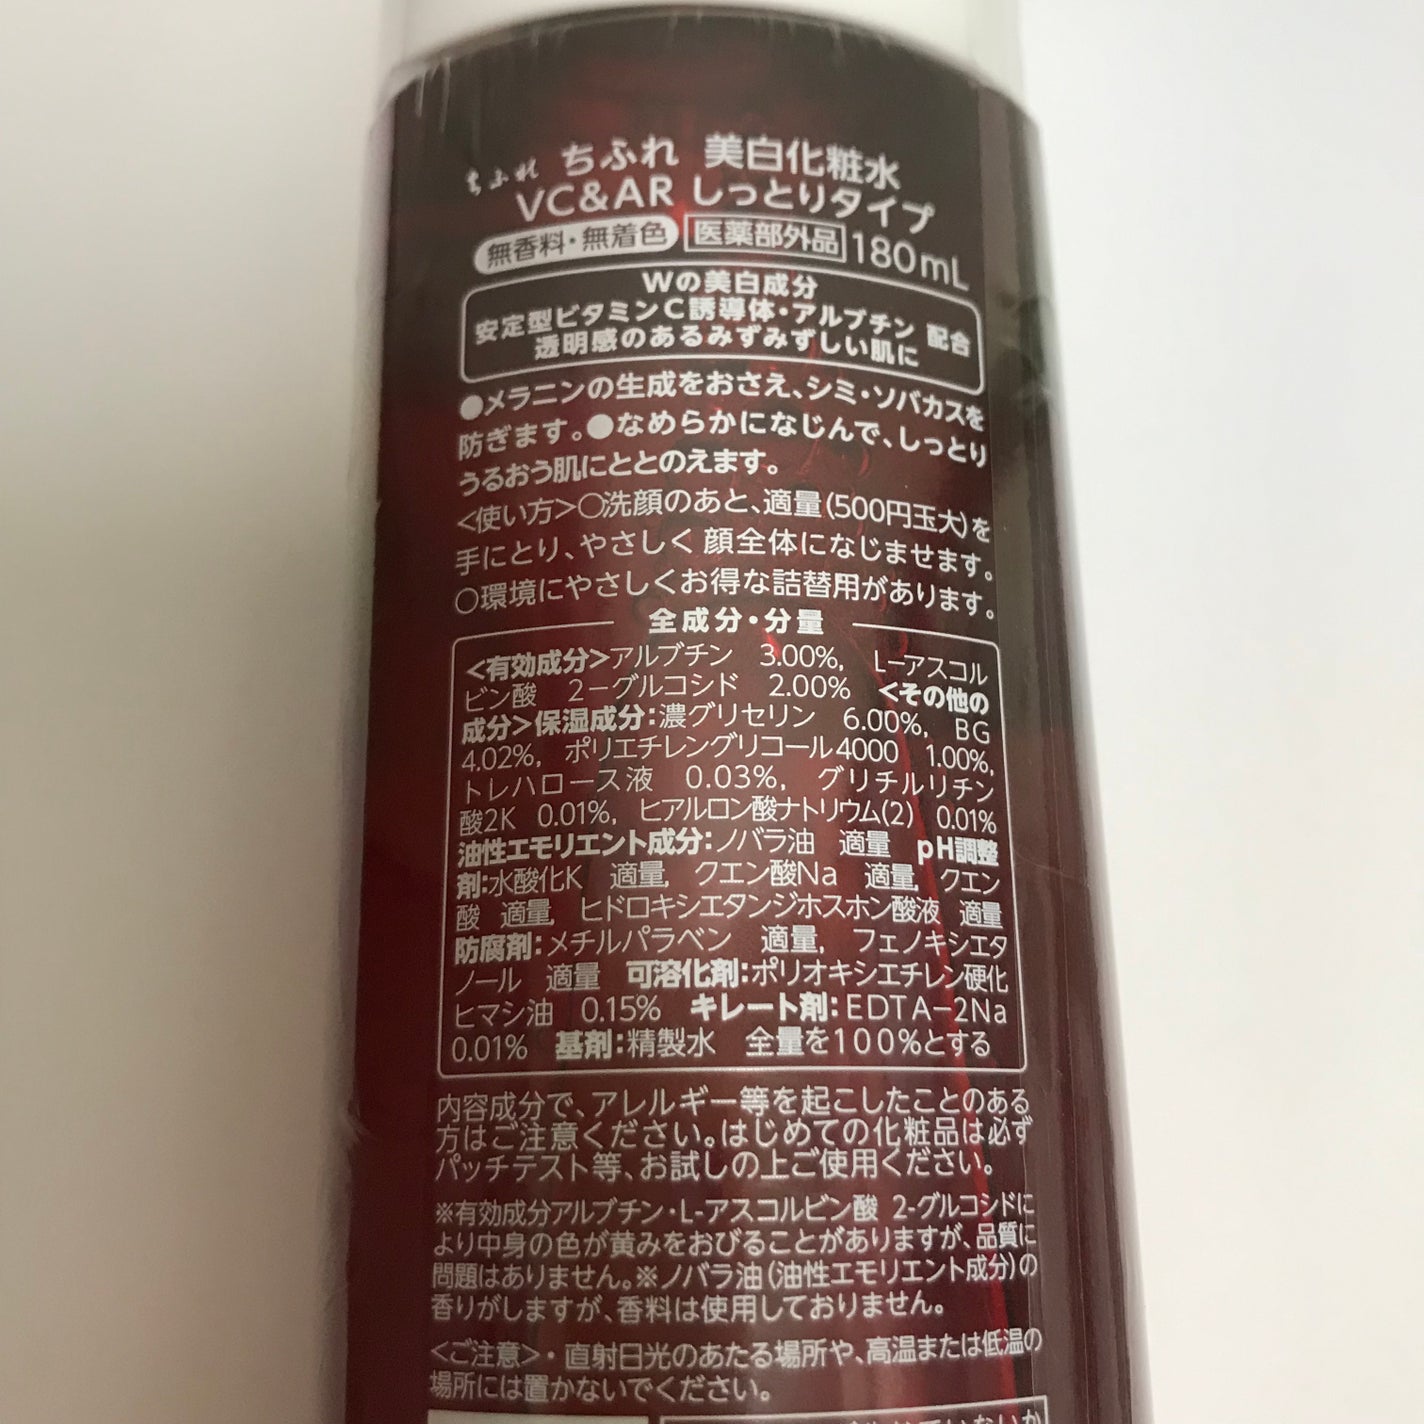 ちふれ ちふれ 美白化粧水
VC&AR しっとりタイプ
無香料・無着色 医薬部外品 180mL
Wの美白成分
安定型ビタミンC誘導体・アルブチン 配合
透明感のあるみずみずしい肌に
●メラニンの生成をおさえ、シミ・ソバカスを
防ぎます。●なめらかになじんで、しっとり
うるおう肌にととのえます。
<使い方>○洗顔のあと、適量(500円玉大)を
手にとり、やさしく 顔全体になじませます。
○環境にやさしくお得な詰替用があります。
全成分・分量
<有効成分>アルブチン 3.00%, L-アスコル
ビン酸 2-グルコシド 2.00% <その他の
成分>保湿成分:濃グリセリン 6.00%, BG
4.02%, ポリエチレングリコール4000 1.00%,
トレハロース液 0.03%, グリチルリチン
酸2K 0.01%, ヒアルロン酸ナトリウム(2) 0.01%
油性エモリエント成分:ノバラ油 適量 pH調整
剤:水酸化K 適量, クエン酸Na 適量, クエン
酸 適量, ヒドロキシエタンジホスホン酸液 適量
防腐剤:メチルパラベン 適量, フェノキシエタ
ノール 適量 可溶化剤:ポリオキシエチレン硬化
ヒマシ油 0.15% キレート剤:EDTA-2Na
0.01% 基剤:精製水 全量を100%とする
内容成分で、アレルギー等を起こしたことのある
方はご注意ください。はじめての化粧品は必ず
パッチテスト等、お試しの上ご使用ください。
※有効成分アルブチン・L-アスコルビン酸 2-グルコシドに
より中身の色が黄みをおびることがありますが、品質に
問題はありません。※ノバラ油(油性エモリエント成分)の
香りがしますが、香料は使用しておりません。
<ご注意>・直射日光のあたる場所や、高温または低温の
場所には置かないでください。